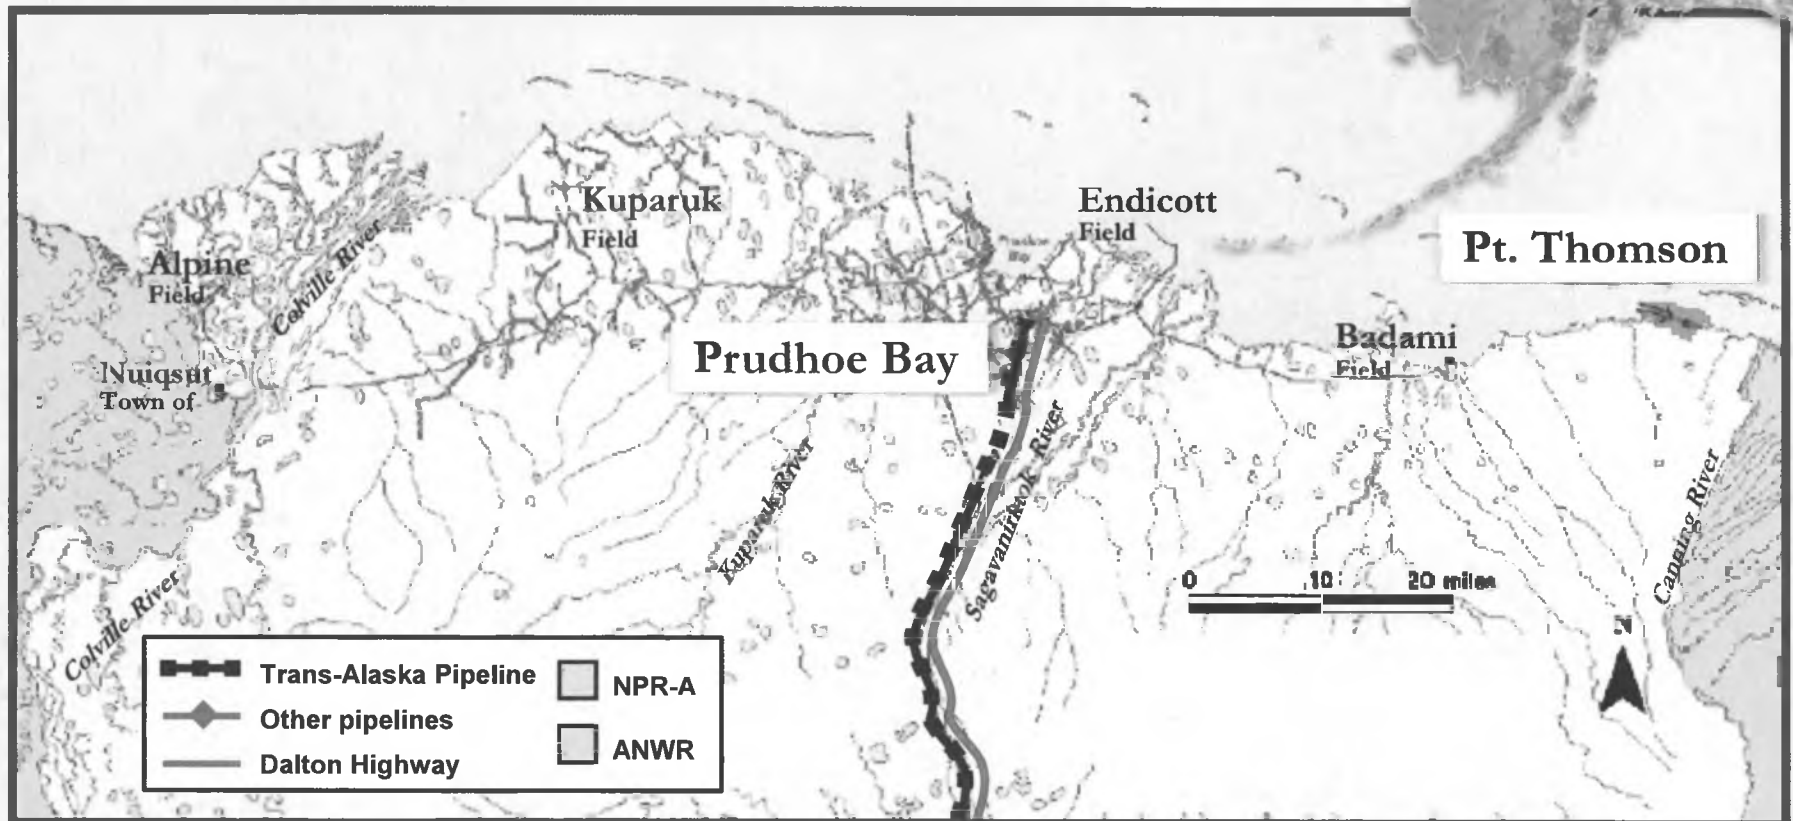 Kuparuk
Field
Endicott
Field
Pt. Thomson
Alpine
Field
Colville River
Prudhoe
Bay
Prudhoe Bay
Badami
Field
Nuiqsut
Town of
Kuparuk River
Sagavanirktok River
Canning River
0 10 20 miles
N
Colville River
Trans-Alaska Pipeline
Other pipelines
Dalton Highway
NPR-A
ANWR